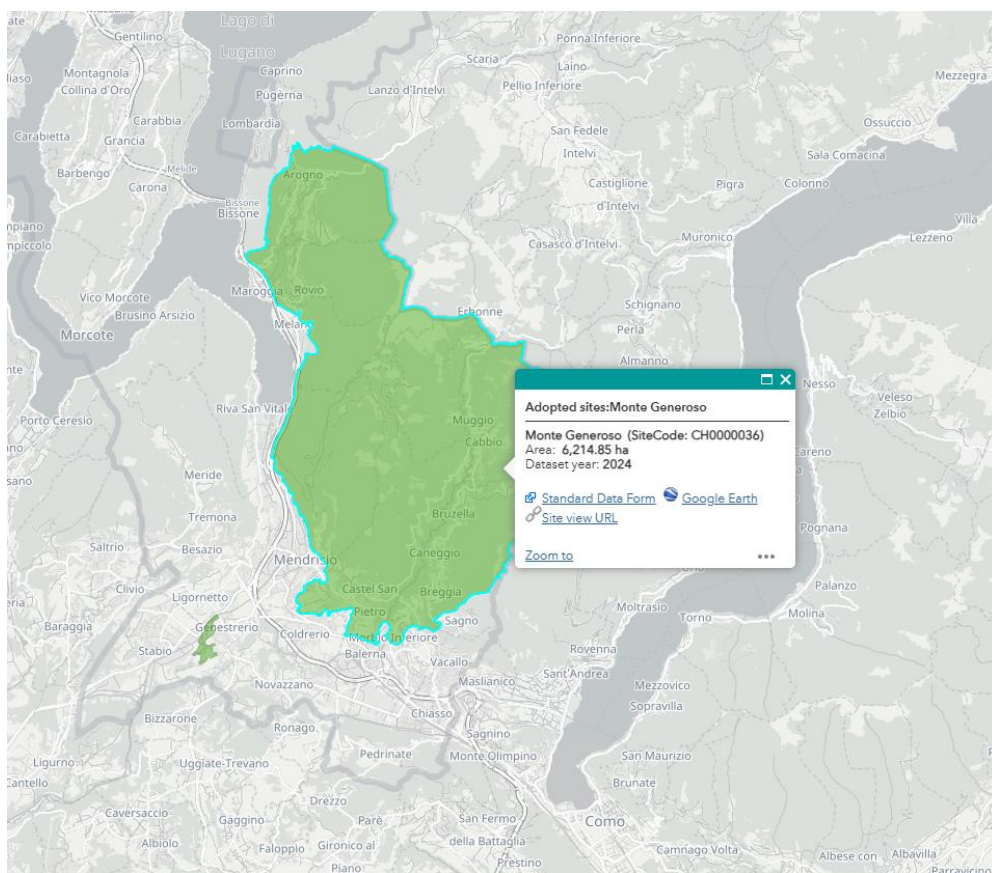 Lago di
Lugano
Gentilino
Ponna Inferiore
Scaria
Laino
Caprino
Montagnola
Collina d'Oro
Pügerna
Lanzo d'Intelvi
Pellio Inferiore
Mezzegra
Carabbia
Lombardia
Ossuccio
Carabietta
Grancia
San Fedele
Intelvi
Sala Comacina
Barbengo
Melide
Arogno
Carona
Castiglione
d'Intelvi
Pigra
Colonno
Bissone
Bissone
Villa
Muronico
Lezzeno
Casasco d'Intelvi
Vico Morcote
Maroggia
Rovio
Brusino Arsizio
Erbonne
Schignano
Morcote
Melano
Perla
Almanno
Nesso
Veleso
Zelbio
Porto Ceresio
Riva San Vitale
Muggio
Cabbio
Careno
Adopted sites:Monte Generoso
Monte Generoso (SiteCode: CH0000036)
Area: 6,214.85 ha
Dataset year: 2024
Standard Data Form
Google Earth
Site view URL
Zoom to
Meride
Tremona
Bruzella
Pognana
Saltrio
Besazio
Mendrisio
Caneggio
Clivio
Ligornetto
Castel San
Pietro
Breggia
Palanzo
Moltrasio
Torno
Molina
Baraggia
Genestrerio
Coldrerio
Morbio Inferiore
Sagno
Stabio
Balerna
Vacallo
Rovenna
Novazzano
Maslianico
Sant'Andrea
Mezzovico
Sopravilla
Bizzarone
Chiasso
Ronago
Sagnino
Ligurno
Uggiate-Trevano
Pedrinate
Monte Olimpino
San Maurizio
Cantello
Brunate
Drezzo
Caversaccio
Gaggino
Parè
San Fermo
della Battaglia
Como
Albiolo
Faloppio
Gironico al
Piano
Camnago Volta
Albese con
Albavilla
Prestino
Parravicino